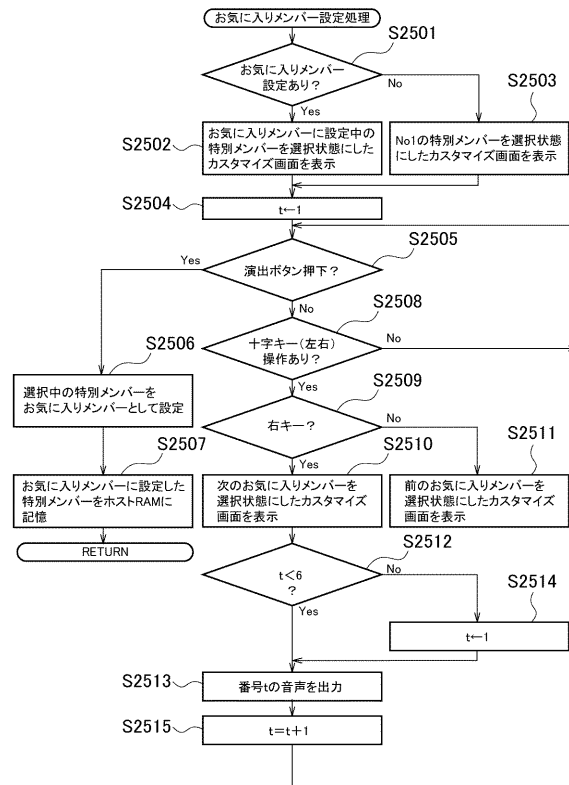 お気に入りメンバー設定処理
S2501
お気に入りメンバー
設定あり？
No
Yes
S2503
No1の特別メンバーを選択状態
にしたカスタマイズ画面を表示
S2502
お気に入りメンバーに設定中の
特別メンバーを選択状態にした
カスタマイズ画面を表示
S2504
t←1
S2505
演出ボタン押下？
Yes
No
S2508
十字キー（左右）
操作あり？
No
Yes
S2506
選択中の特別メンバーを
お気に入りメンバーとして設定
S2509
右キー？
No
Yes
S2507
お気に入りメンバーに設定した
特別メンバーをホストRAMに
記憶
RETURN
S2510
次のお気に入りメンバーを
選択状態にしたカスタマイズ
画面を表示
S2511
前のお気に入りメンバーを
選択状態にしたカスタマイズ
画面を表示
S2512
t＜6
？
No
Yes
S2514
t←1
S2513
番号tの音声を出力
S2515
t=t+1